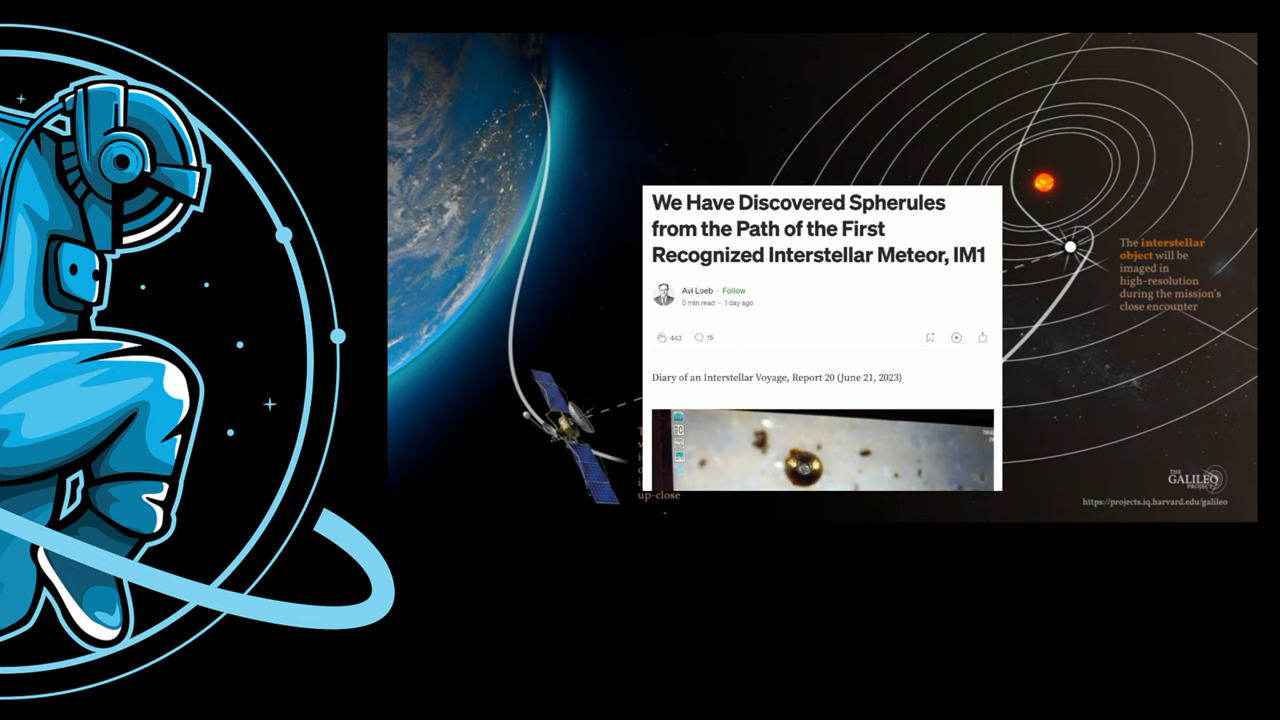 We Have Discovered Spherules
from the Path of the First
Recognized Interstellar Meteor, IM1
Avi Loeb · Follow
5 min read · 1 day ago
443
15
Diary of an Interstellar Voyage, Report 20 (June 21, 2023)
The interstellar
object will be
imaged in
high-resolution
during the mission's
close encounter
up-close
THE
GALILEO
PROJECT
https://projects.iq.harvard.edu/galileo